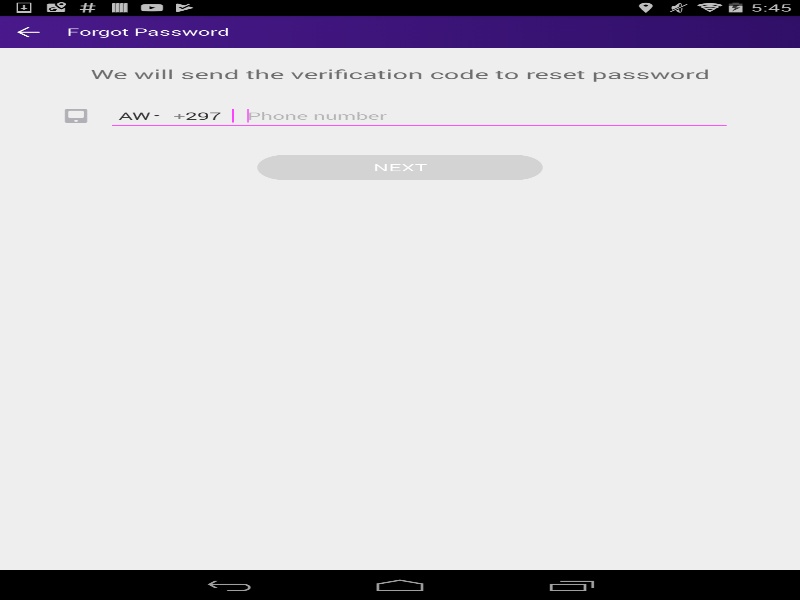 5:45
Forgot Password
We will send the verification code to reset password
AW- +297 Phone number
NEXT